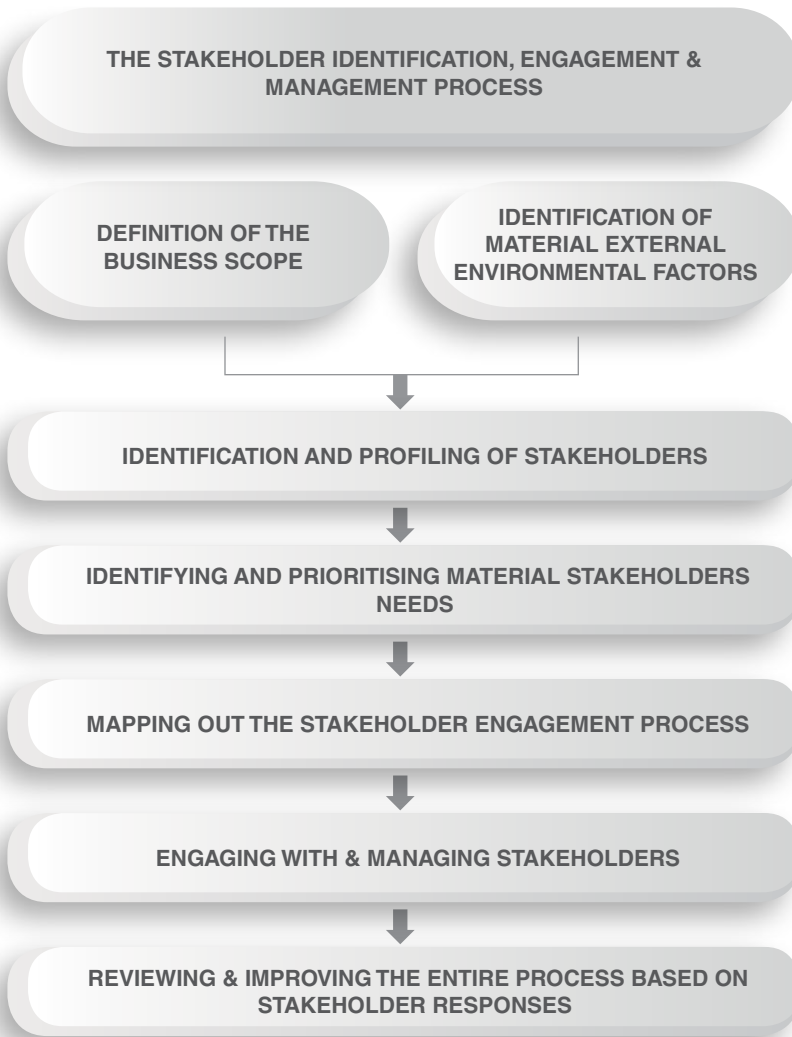 THE STAKEHOLDER IDENTIFICATION, ENGAGEMENT &
MANAGEMENT PROCESS
DEFINITION OF THE
BUSINESS SCOPE
IDENTIFICATION OF
MATERIAL EXTERNAL
ENVIRONMENTAL FACTORS
IDENTIFICATION AND PROFILING OF STAKEHOLDERS
IDENTIFYING AND PRIORITISING MATERIAL STAKEHOLDERS
NEEDS
MAPPING OUT THE STAKEHOLDER ENGAGEMENT PROCESS
ENGAGING WITH & MANAGING STAKEHOLDERS
REVIEWING & IMPROVING THE ENTIRE PROCESS BASED ON
STAKEHOLDER RESPONSES